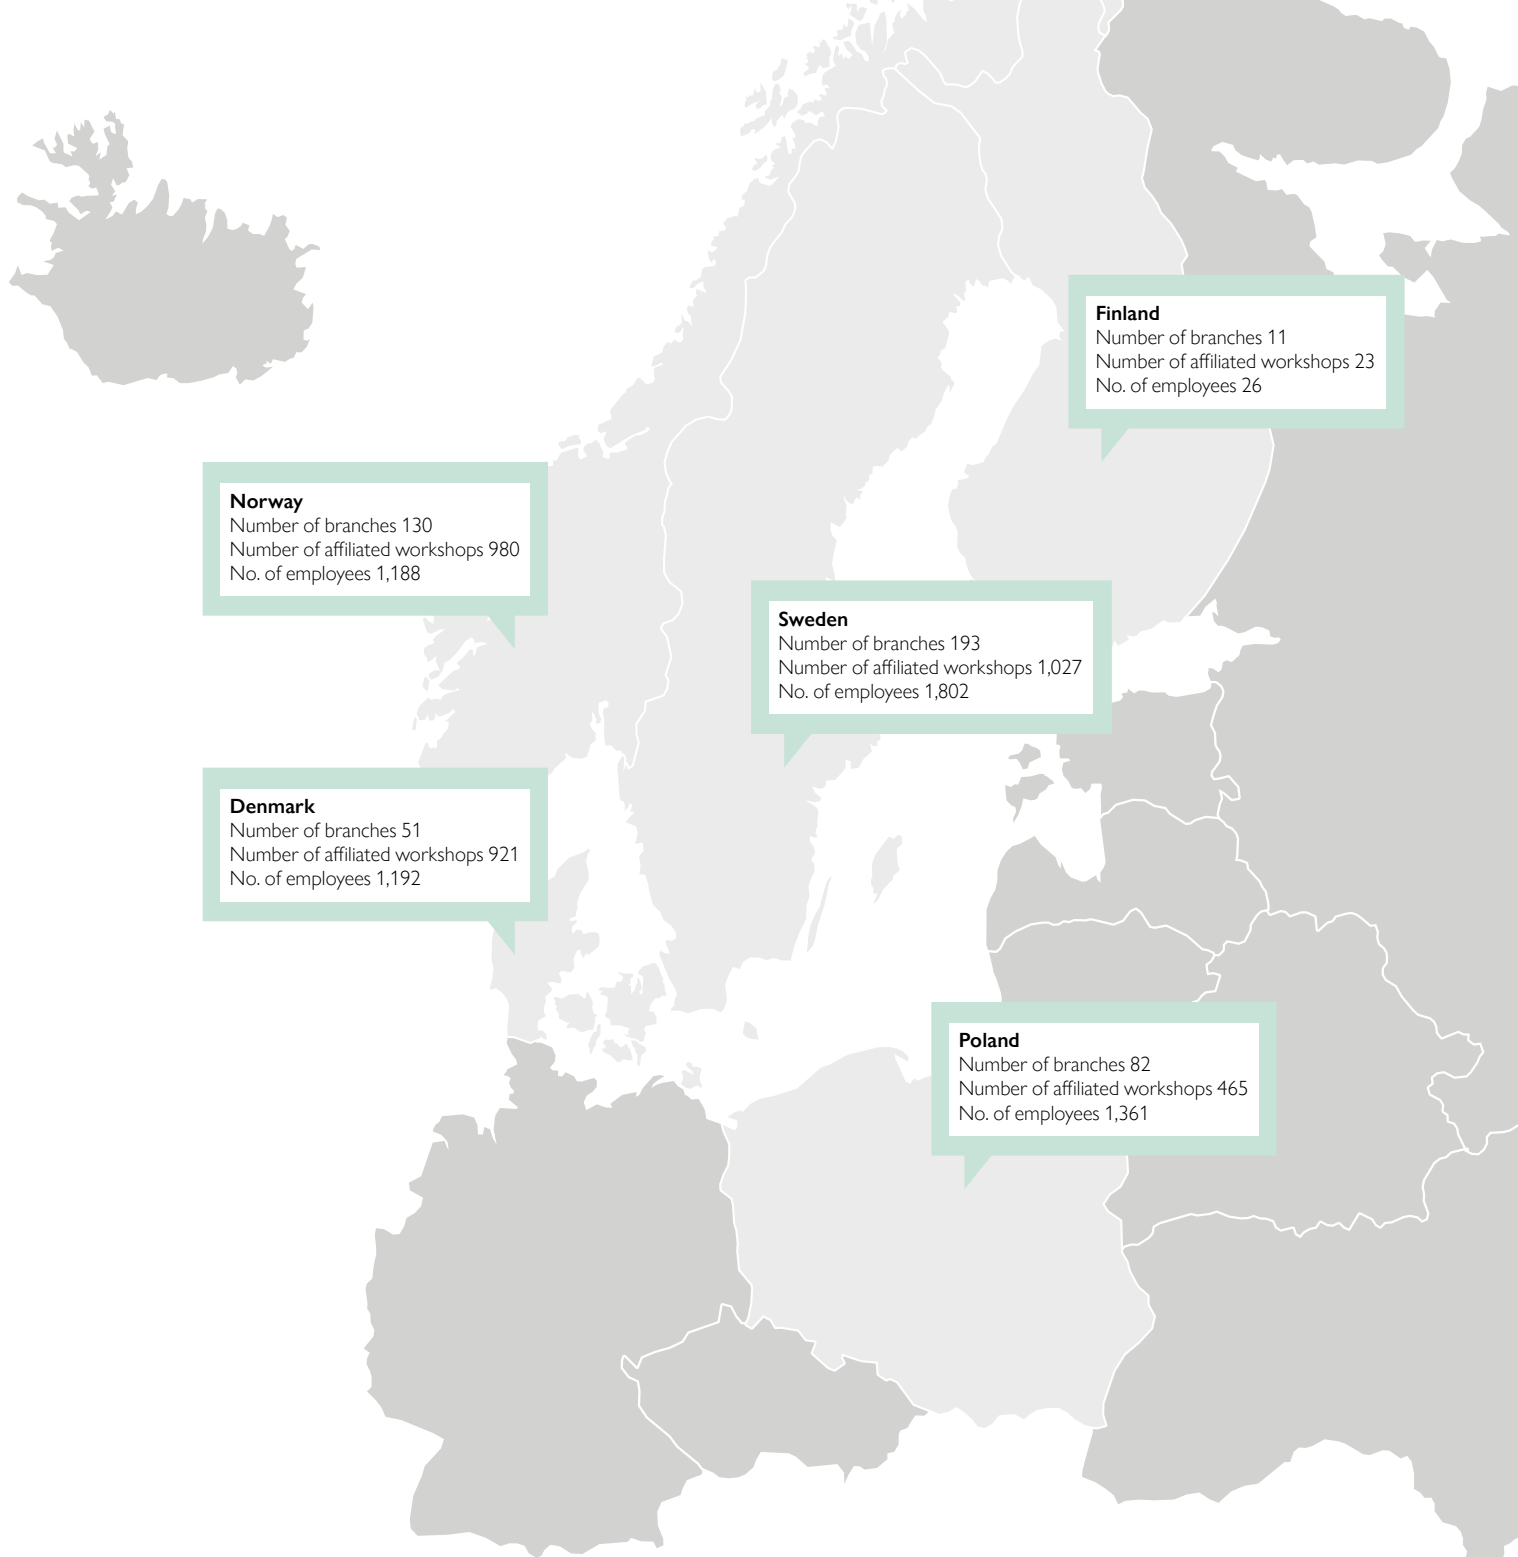 Finland
Number of branches 11
Number of affiliated workshops 23
No. of employees 26
Norway
Number of branches 130
Number of affiliated workshops 980
No. of employees 1,188
Sweden
Number of branches 193
Number of affiliated workshops 1,027
No. of employees 1,802
Denmark
Number of branches 51
Number of affiliated workshops 921
No. of employees 1,192
Poland
Number of branches 82
Number of affiliated workshops 465
No. of employees 1,361